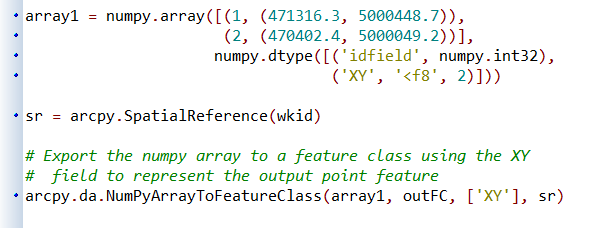 array1 = numpy.array([(1, (471316.3, 5000448.7)),
(2, (470402.4, 5000049.2))],
numpy.dtype([('idfield', numpy.int32),
('XY', '<f8', 2)]))
sr = arcpy.SpatialReference(wkid)
# Export the numpy array to a feature class using the XY
#  field to represent the output point feature
arcpy.da.NumPyArrayToFeatureClass(array1, outFC, ['XY'], sr)